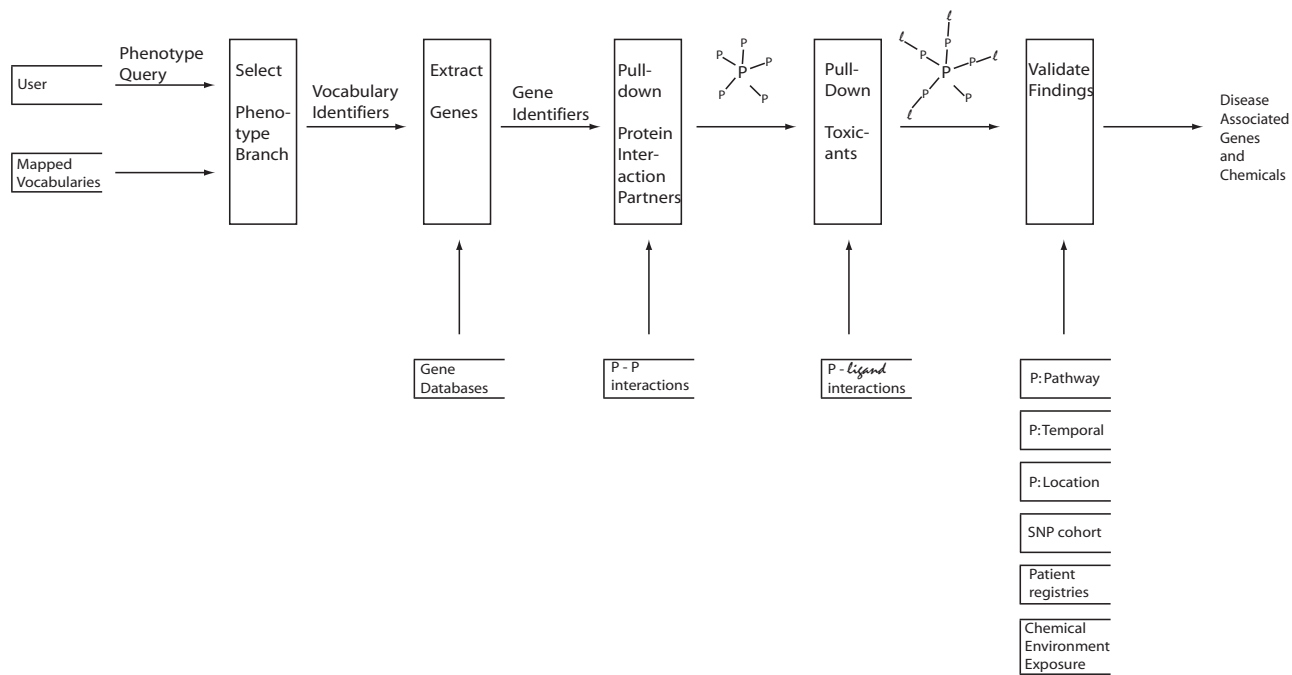 Phenotype
Query
User
Mapped
Vocabularies
Select
Pheno-
type
Branch
Vocabulary
Identifiers
Extract
Genes
Gene
Identifiers
Pull-
down
Protein
Inter-
action
Partners
P
P
P
P
P
P
Pull-
Down
Toxic-
ants
l
l
P
P
P
l
P
P
P
l
Validate
Findings
Disease
Associated
Genes
and
Chemicals
Gene
Databases
P - P
interactions
P - ligand
interactions
P:Pathway
P:Temporal
P:Location
SNP cohort
Patient
registries
Chemical
Environment
Exposure